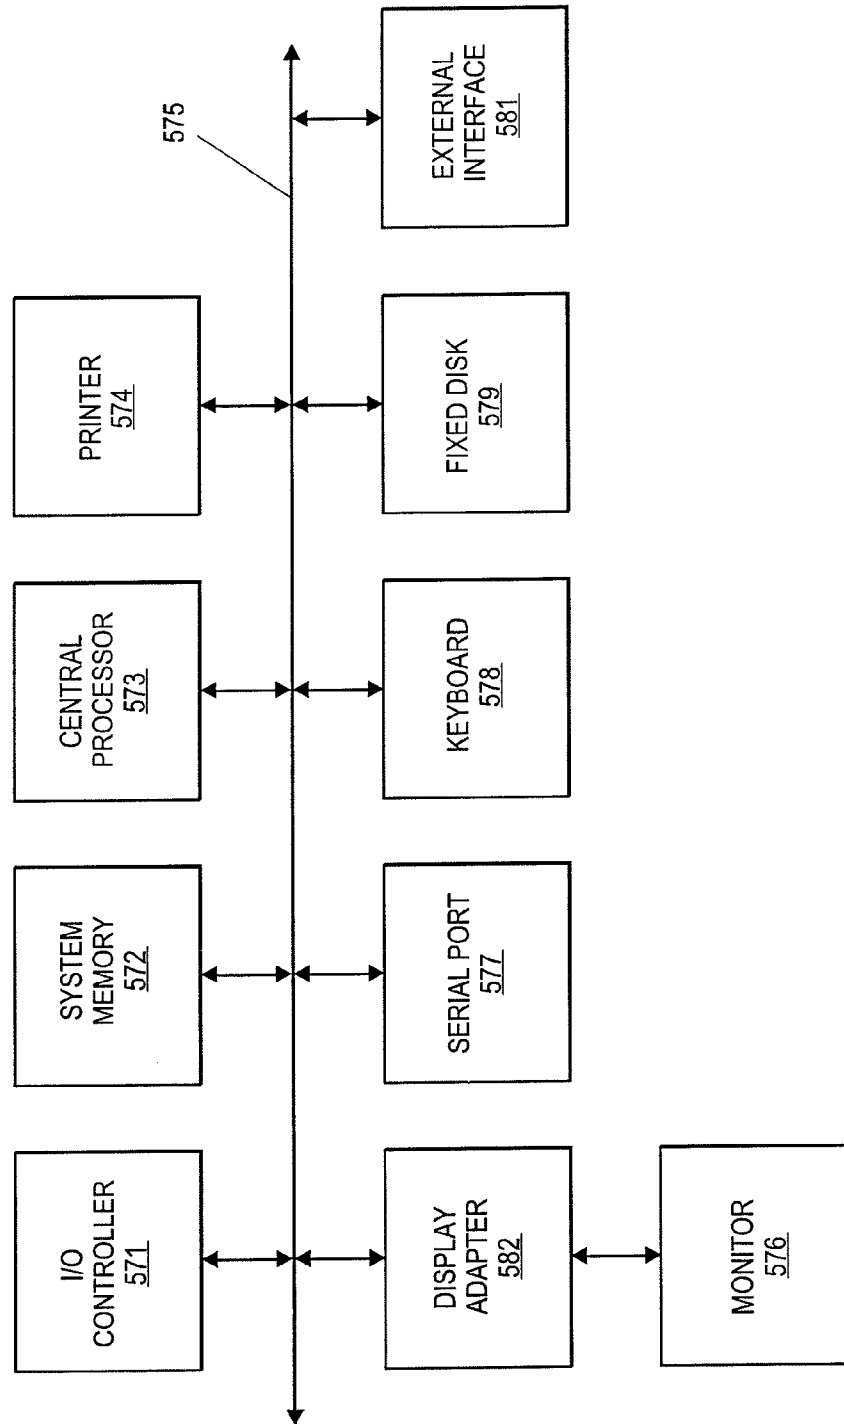 I/O
CONTROLLER
571
SYSTEM
MEMORY
572
CENTRAL
PROCESSOR
573
PRINTER
574
575
DISPLAY
ADAPTER
582
SERIAL PORT
577
KEYBOARD
578
FIXED DISK
579
EXTERNAL
INTERFACE
581
MONITOR
576